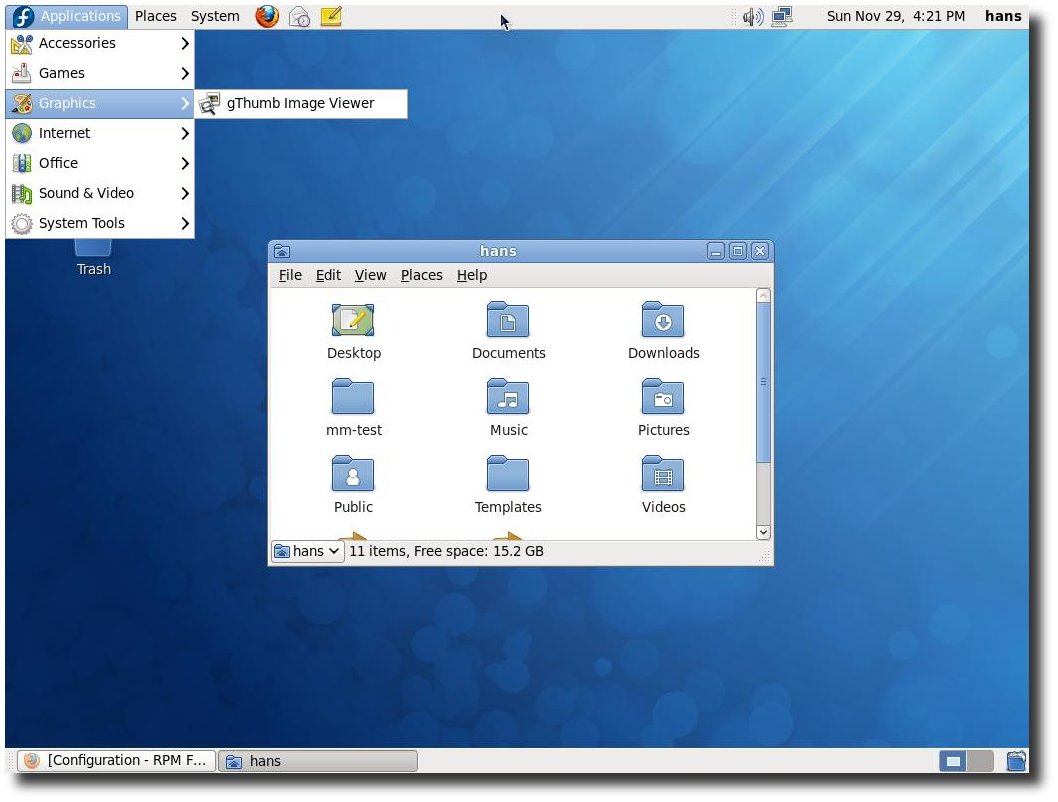 Applications Places System Sun Nov 29, 4:21 PM hans
Accessories
Games
Graphics
gThumb Image Viewer
Internet
Office
Sound & Video
System Tools
Trash
hans
File Edit View Places Help
Desktop Documents Downloads
mm-test Music Pictures
Public Templates Videos
hans 11 items, Free space: 15.2 GB
[Configuration - RPM F... hans